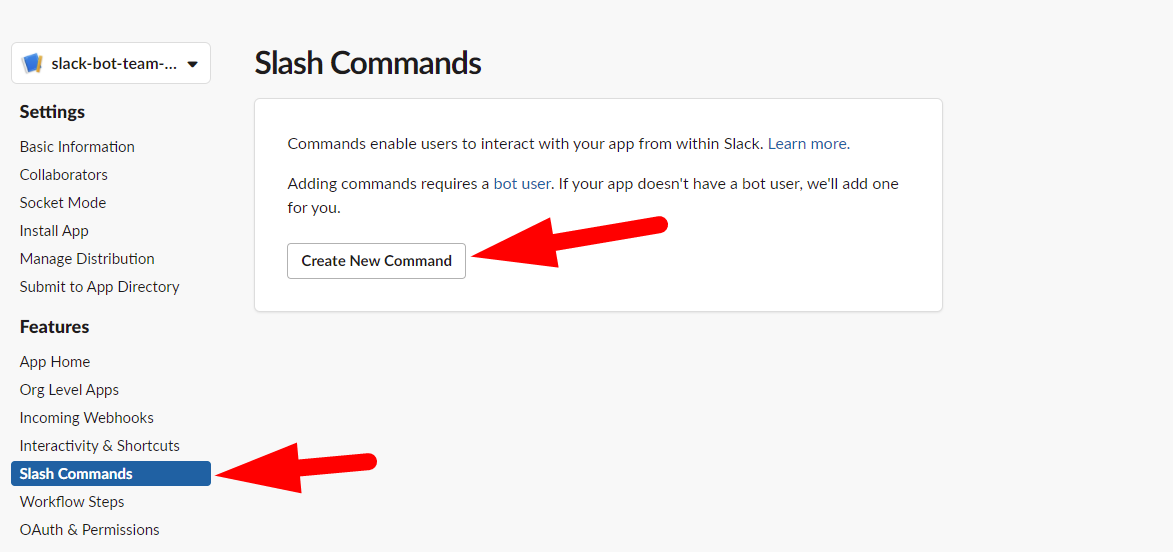 slack-bot-team-...
Settings
Basic Information
Collaborators
Socket Mode
Install App
Manage Distribution
Submit to App Directory
Features
App Home
Org Level Apps
Incoming Webhooks
Interactivity & Shortcuts
Slash Commands
Workflow Steps
OAuth & Permissions
Slash Commands
Commands enable users to interact with your app from within Slack. Learn more.
Adding commands requires a bot user. If your app doesn't have a bot user, we'll add one
for you.
Create New Command